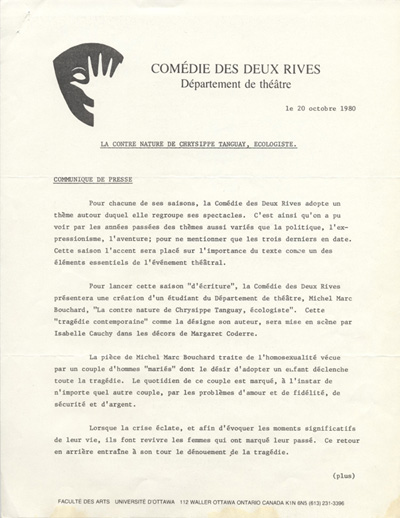 COMÉDIE DES DEUX RIVES
Département de théâtre
le 20 octobre 1980
LA CONTRE NATURE DE CHRYSIPPE TANGUAY, ECOLOGISTE.
COMMUNIQUE DE PRESSE
Pour chacune de ses saisons, la Comédie des Deux Rives adopte un
thème autour duquel elle regroupe ses spectacles. C'est ainsi qu'on a pu
voir par les années passées des thèmes aussi variés que la politique, l'ex-
pressionisme, l'aventure; pour ne mentionner que les trois derniers en date.
Cette saison l'accent sera placé sur l'importance du texte comme un des
éléments essentiels de l'événement théâtral.
Pour lancer cette saison "d'écriture", la Comédie des Deux Rives
présentera une création d'un étudiant du Département de théâtre, Michel Marc
Bouchard, "La contre nature de Chrysippe Tanguay, écologiste". Cette
"tragédie contemporaine" comme la désigne son auteur, sera mise en scène par
Isabelle Cauchy dans les décors de Margaret Coderre.
La pièce de Michel Marc Bouchard traite de l'homosexualité vécue
par un couple d'hommes "mariés" dont le désir d'adopter un enfant déclenche
toute la tragédie. Le quotidien de ce couple est marqué, à l'instar de
n'importe quel autre couple, par les problèmes d'amour et de fidélité, de
sécurité et d'argent.
Lorsque la crise éclate, et afin d'évoquer les moments significatifs
de leur vie, ils font revivre les femmes qui ont marqué leur passé. Ce retour
en arrière entraîne à son tour le dénouement de la tragédie.
(plus)
FACULTÉ DES ARTS UNIVERSITÉ D'OTTAWA 112 WALLER OTTAWA ONTARIO CANADA K1N 6N5 (613) 231-3396